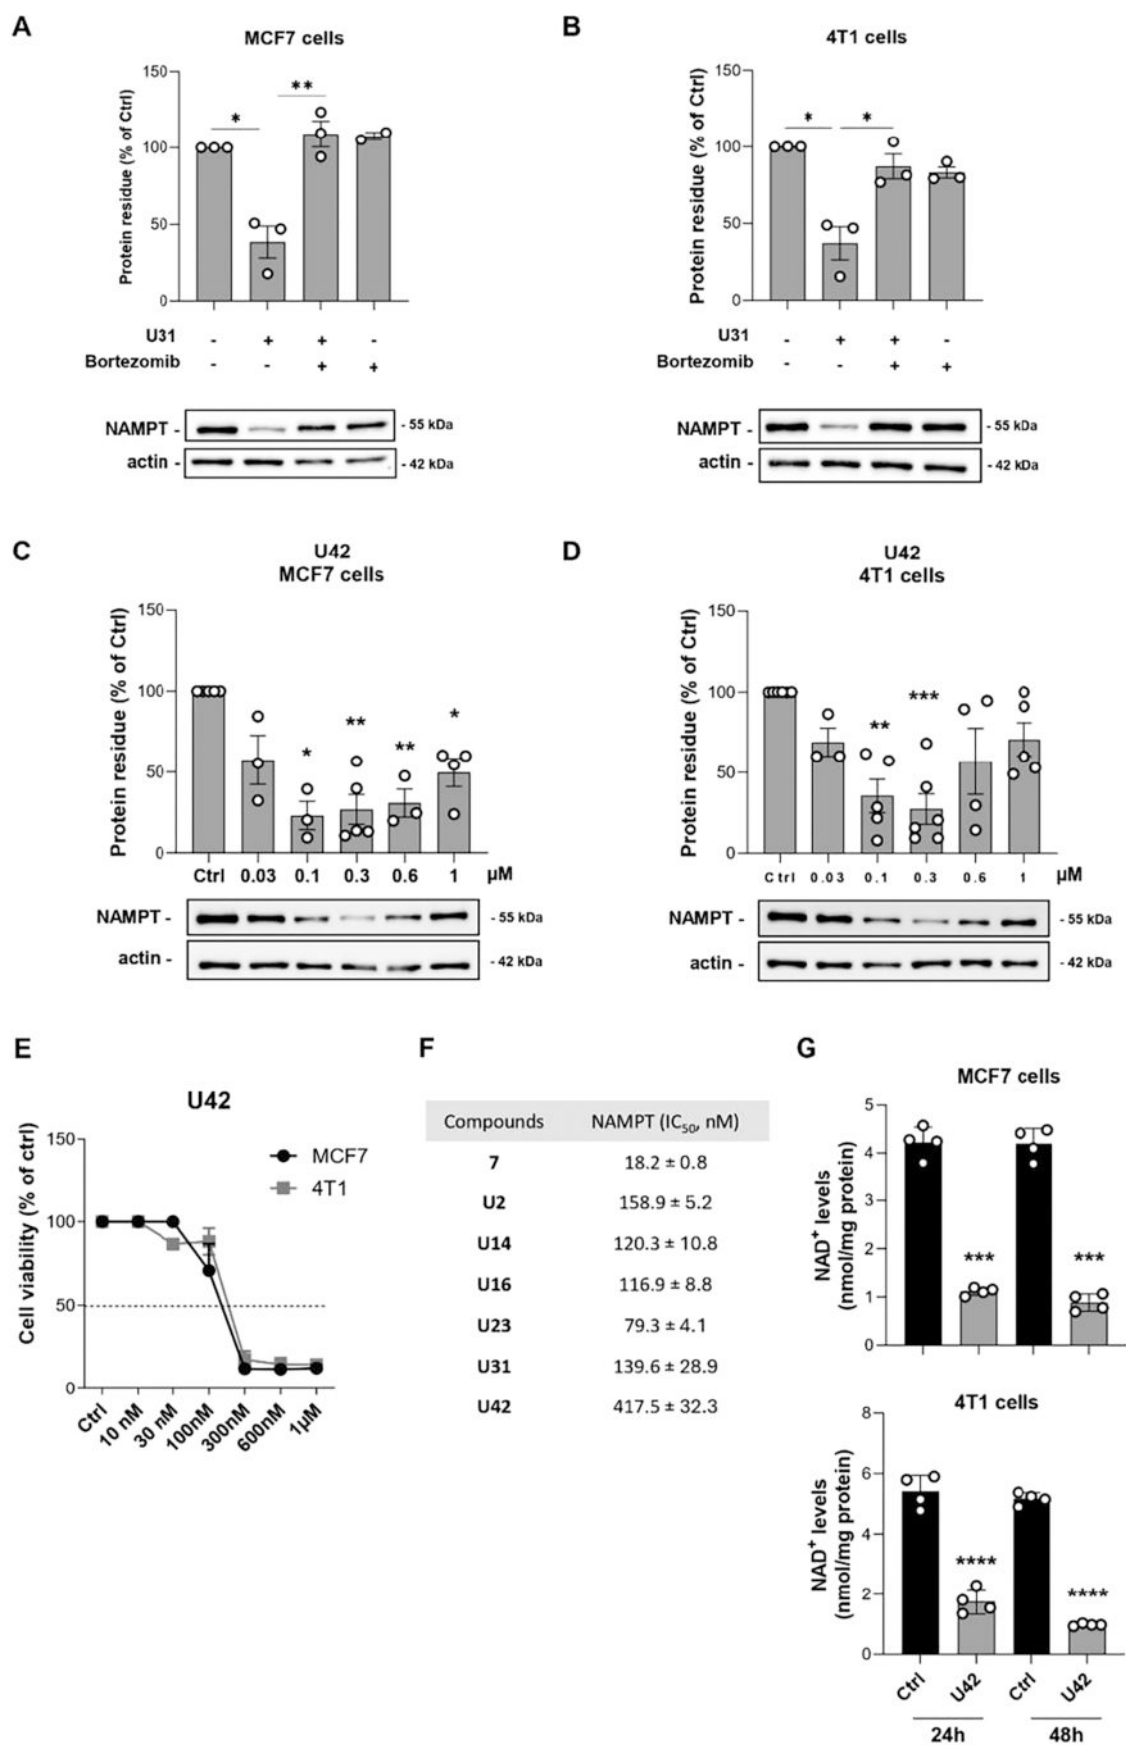 A
MCF7 cells
Protein residue (% of Ctrl)
150
100
50
0
*
**
U31 - + + -
Bortezomib - - + +
NAMPT - - 55 kDa
actin - - 42 kDa
B
4T1 cells
Protein residue (% of Ctrl)
150
100
50
0
*
*
U31 - + + -
Bortezomib - - + +
NAMPT - - 55 kDa
actin - - 42 kDa
C
U42
MCF7 cells
Protein residue (% of Ctrl)
150
100
50
0
*
**
**
*
Ctrl 0.03 0.1 0.3 0.6 1 µM
NAMPT - - 55 kDa
actin - - 42 kDa
D
U42
4T1 cells
Protein residue (% of Ctrl)
150
100
50
0
**
***
Ctrl 0.03 0.1 0.3 0.6 1 µM
NAMPT - - 55 kDa
actin - - 42 kDa
E
U42
Cell viability (% of ctrl)
150
100
50
0
MCF7
4T1
Ctrl 10 nM 30 nM 100nM 300nM 600nM 1µM
F
Compounds NAMPT (IC50, nM)
7 18.2 ± 0.8
U2 158.9 ± 5.2
U14 120.3 ± 10.8
U16 116.9 ± 8.8
U23 79.3 ± 4.1
U31 139.6 ± 28.9
U42 417.5 ± 32.3
G
MCF7 cells
NAD+ levels
(nmol/mg protein)
5
4
3
2
1
0
***
***
4T1 cells
NAD+ levels
(nmol/mg protein)
8
6
4
2
0
****
****
Ctrl U42 Ctrl U42
24h 48h